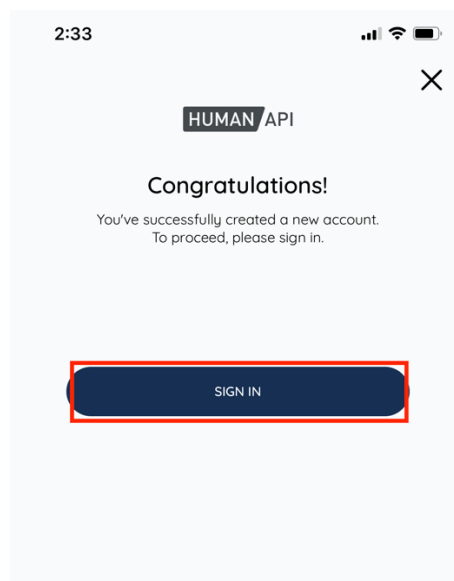 2:33
HUMAN API
Congratulations!
You've successfully created a new account.
To proceed, please sign in.
SIGN IN